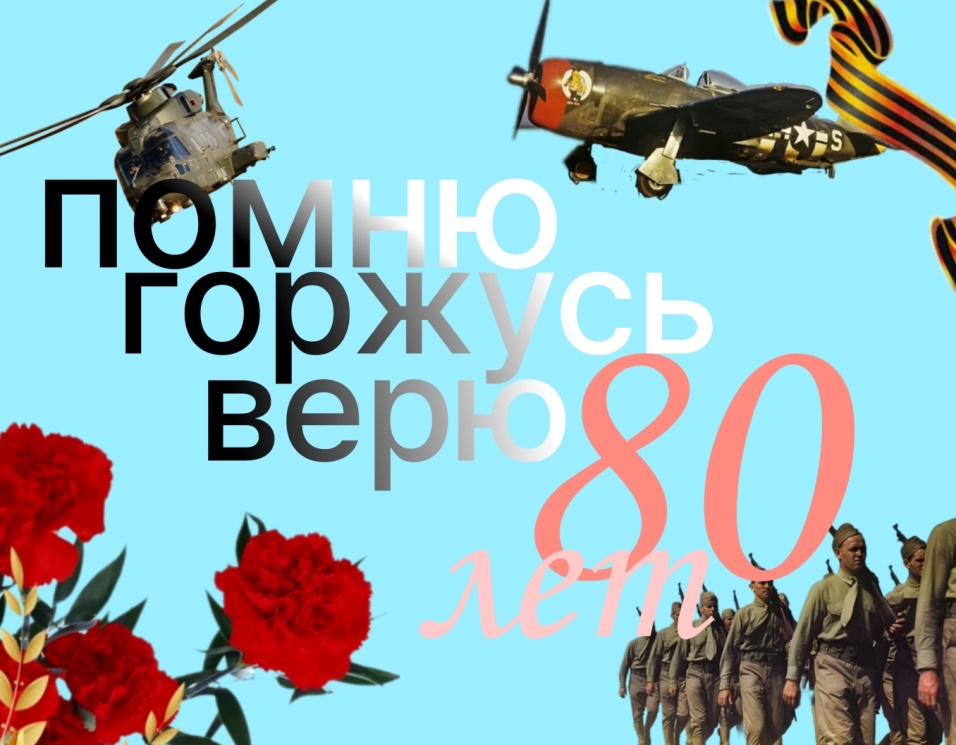 помню
горжусь
верю
80
лет
S